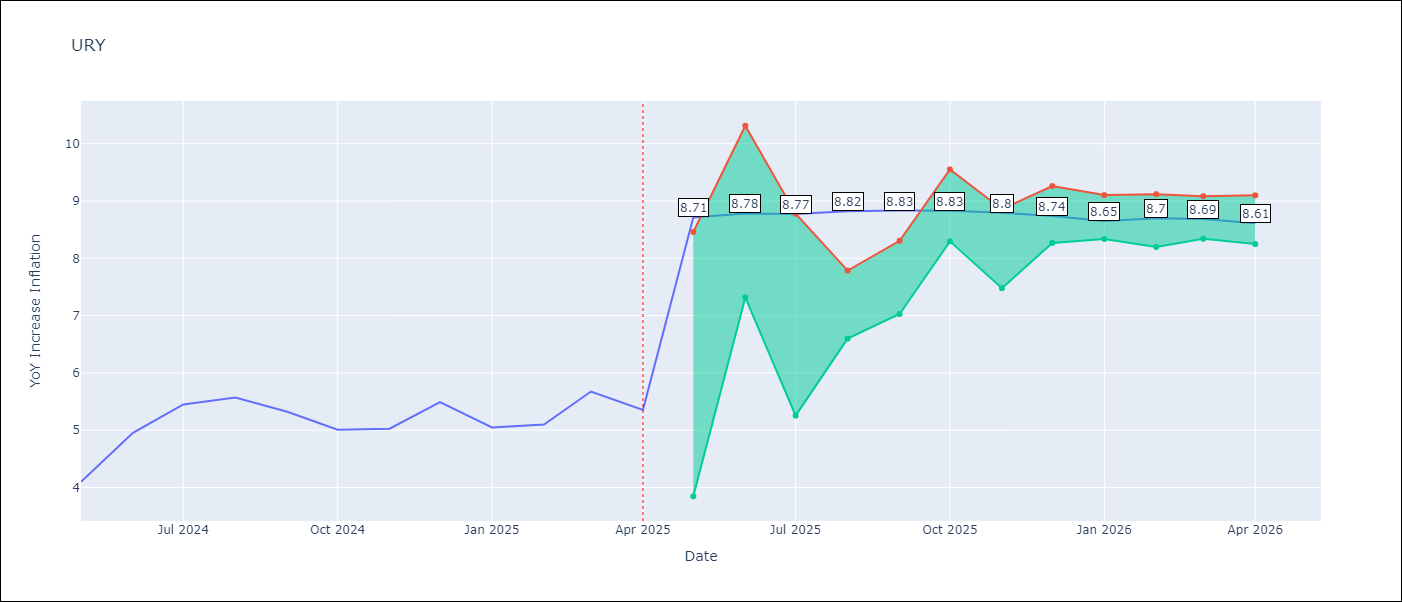 URY
YoY Increase Inflation
10
9
8
7
6
5
4
8.71
8.78
8.77
8.82
8.83
8.83
8.8
8.74
8.65
8.7
8.69
8.61
Jul 2024
Oct 2024
Jan 2025
Apr 2025
Jul 2025
Oct 2025
Jan 2026
Apr 2026
Date